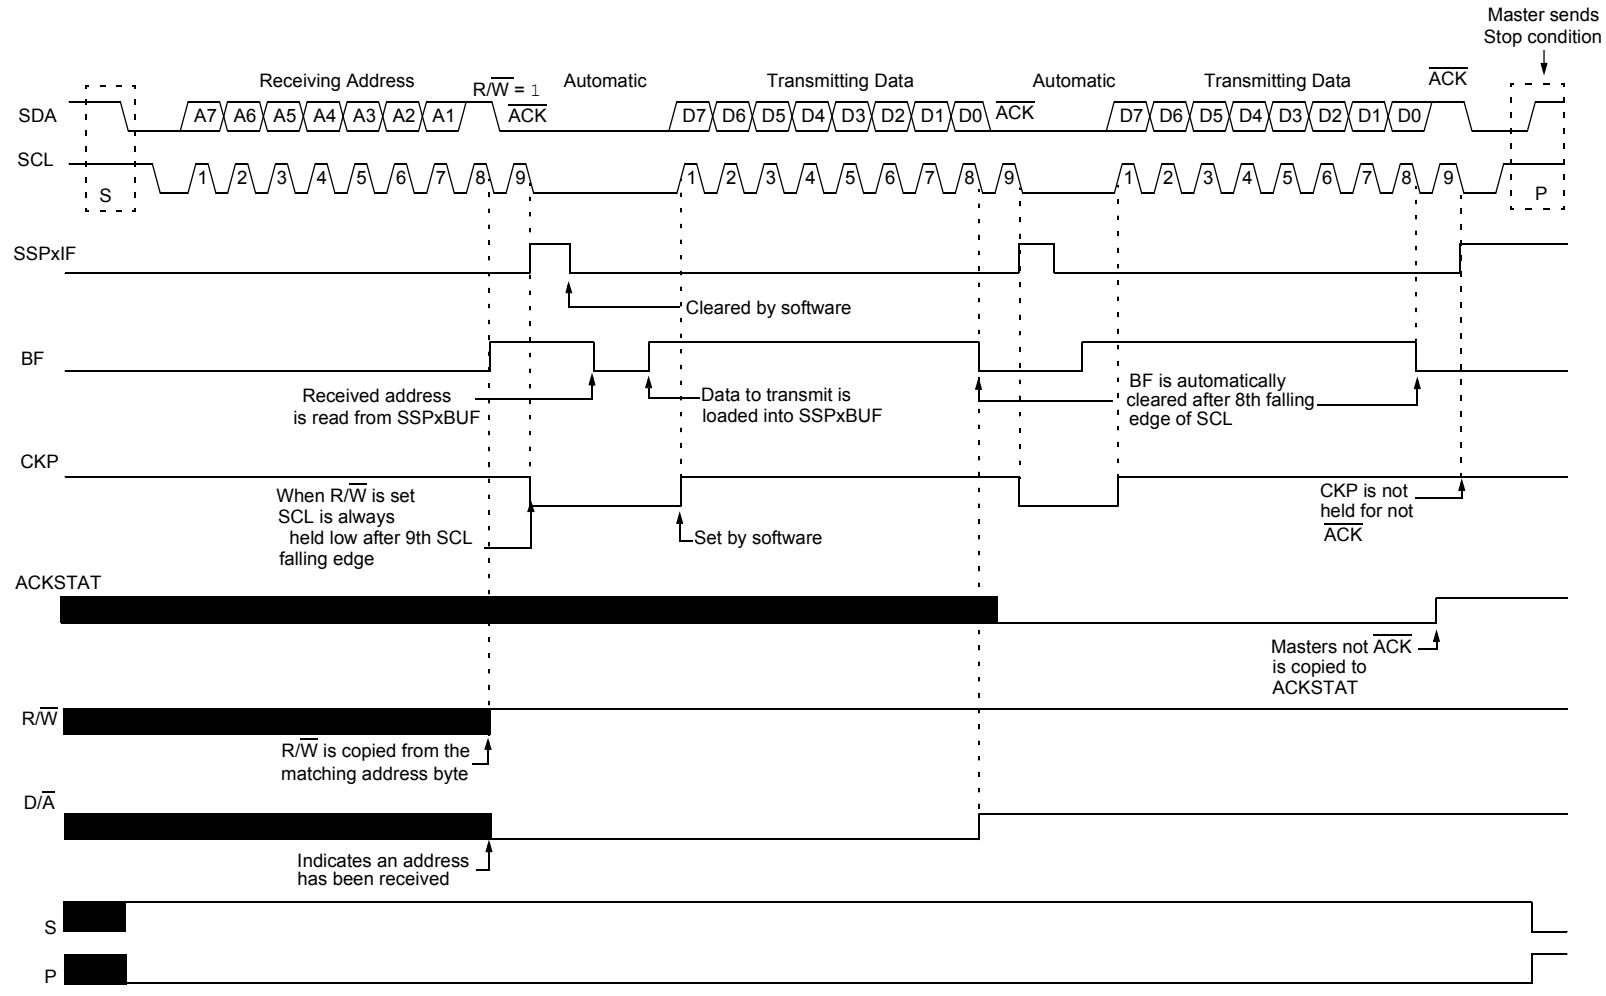 Master sends
Stop condition
Receiving Address
R/W̅ = 1
Automatic
Transmitting Data
Automatic
Transmitting Data
A̅C̅K̅
SDA
A7 A6 A5 A4 A3 A2 A1
A̅C̅K̅
D7 D6 D5 D4 D3 D2 D1 D0
A̅C̅K̅
D7 D6 D5 D4 D3 D2 D1 D0
SCL
1 2 3 4 5 6 7 8 9
1 2 3 4 5 6 7 8 9
1 2 3 4 5 6 7 8 9
S
P
SSPxIF
Cleared by software
BF
Received address
is read from SSPxBUF
Data to transmit is
loaded into SSPxBUF
BF is automatically
cleared after 8th falling
edge of SCL
CKP
When R/W̅ is set
SCL is always
held low after 9th SCL
falling edge
Set by software
CKP is not
held for not
A̅C̅K̅
ACKSTAT
Masters not A̅C̅K̅
is copied to
ACKSTAT
R/W̅
R/W̅ is copied from the
matching address byte
D/A̅
Indicates an address
has been received
S
P